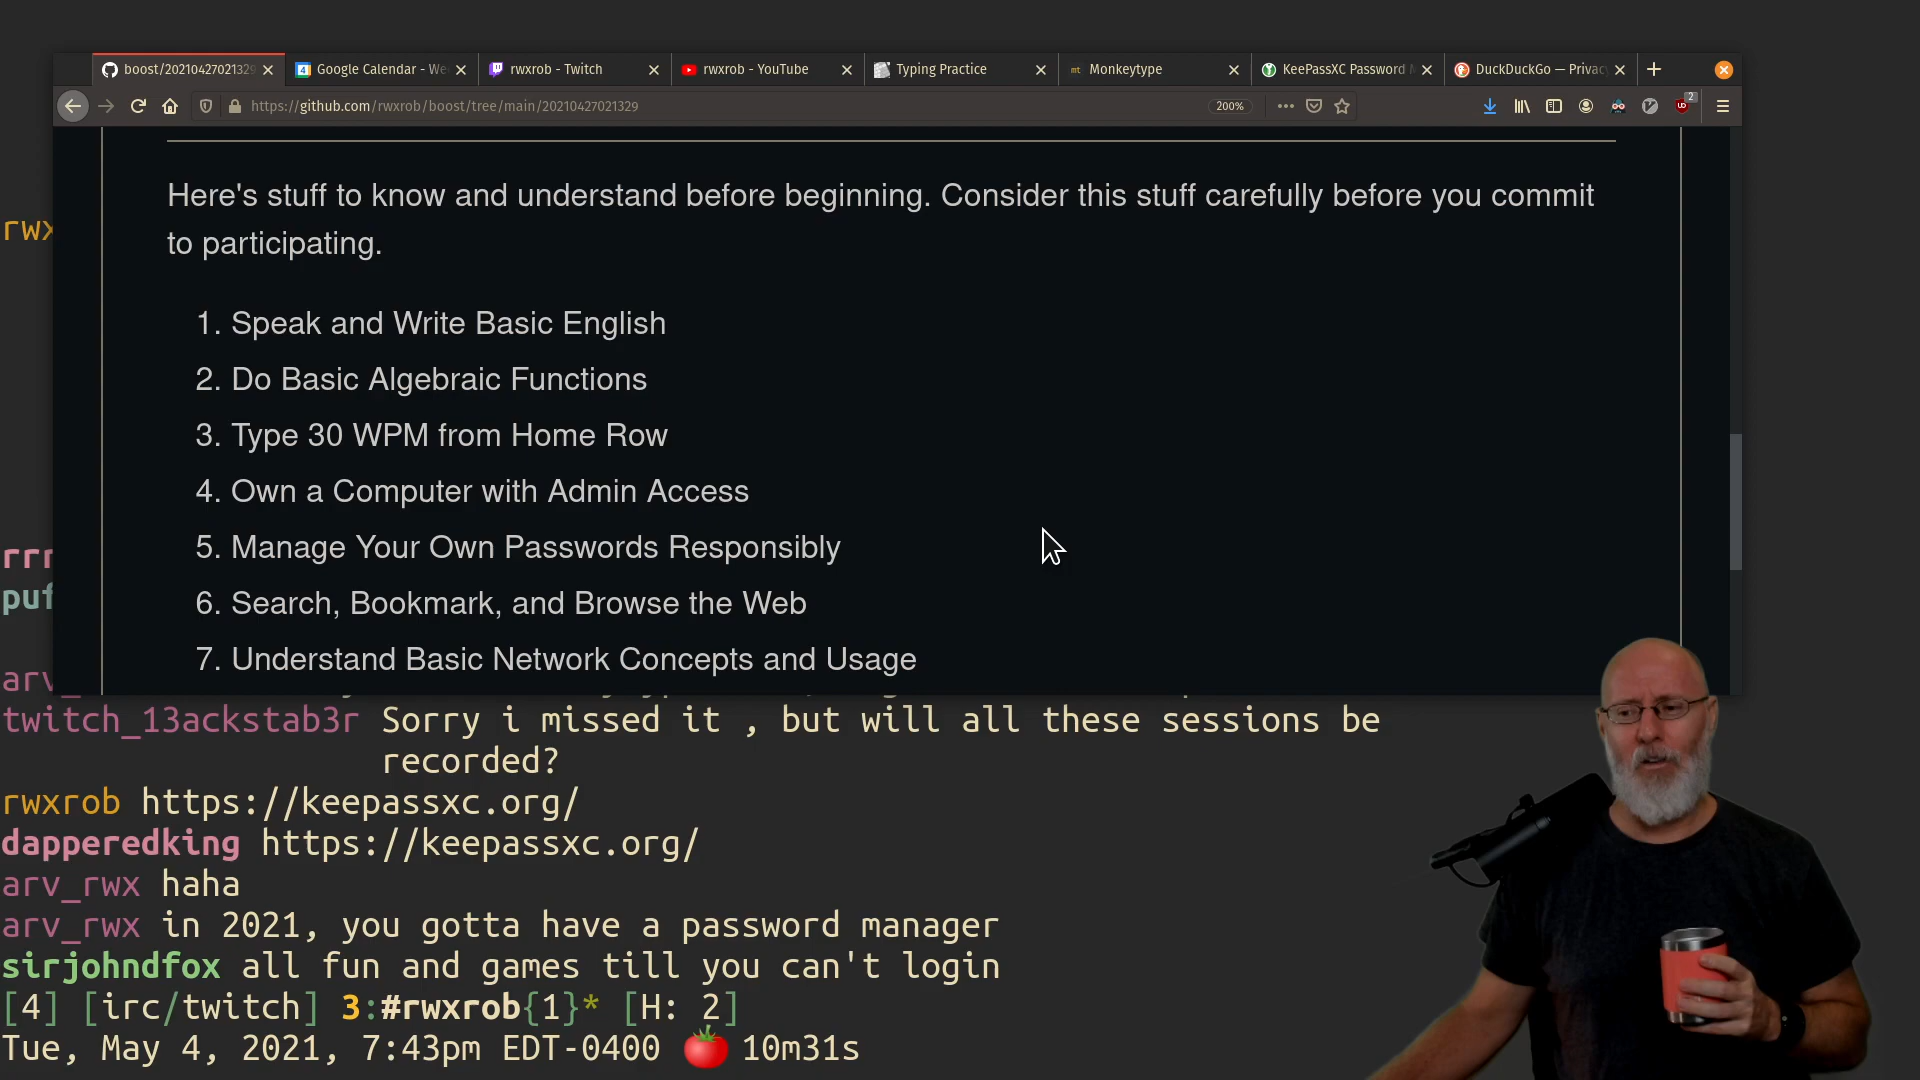 boost/20210427021329
Google Calendar - We
rwxrob - Twitch
rwxrob - YouTube
Typing Practice
mt Monkeytype
KeePassXC Password
DuckDuckGo — Privacy
https://github.com/rwxrob/boost/tree/main/20210427021329
200%
2
Here's stuff to know and understand before beginning. Consider this stuff carefully before you commit
to participating.
1. Speak and Write Basic English
2. Do Basic Algebraic Functions
3. Type 30 WPM from Home Row
4. Own a Computer with Admin Access
5. Manage Your Own Passwords Responsibly
6. Search, Bookmark, and Browse the Web
7. Understand Basic Network Concepts and Usage
rwx
rrr
puf
arv_
twitch_13ackstab3r Sorry i missed it , but will all these sessions be
recorded?
rwxrob https://keepassxc.org/
dapperedking https://keepassxc.org/
arv_rwx haha
arv_rwx in 2021, you gotta have a password manager
sirjohndfox all fun and games till you can't login
[4] [irc/twitch] 3:#rwxrob{1}* [H: 2]
Tue, May 4, 2021, 7:43pm EDT-0400 🍅 10m31s